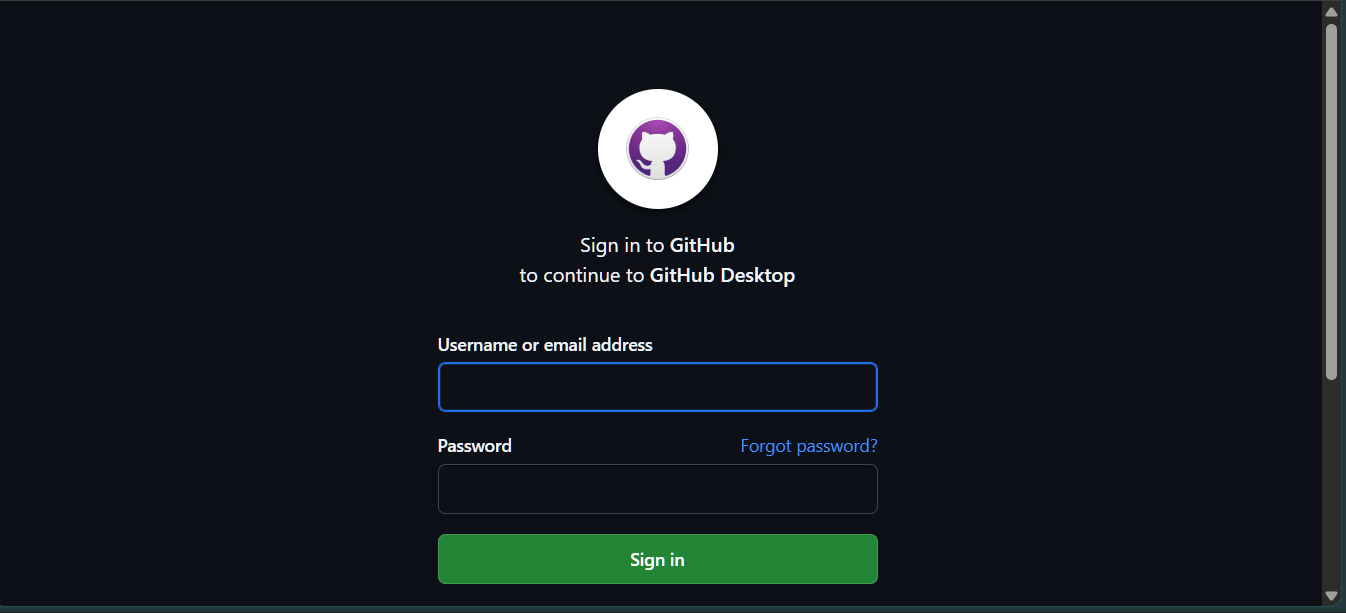 Sign in to GitHub
to continue to GitHub Desktop
Username or email address
Password Forgot password?
Sign in